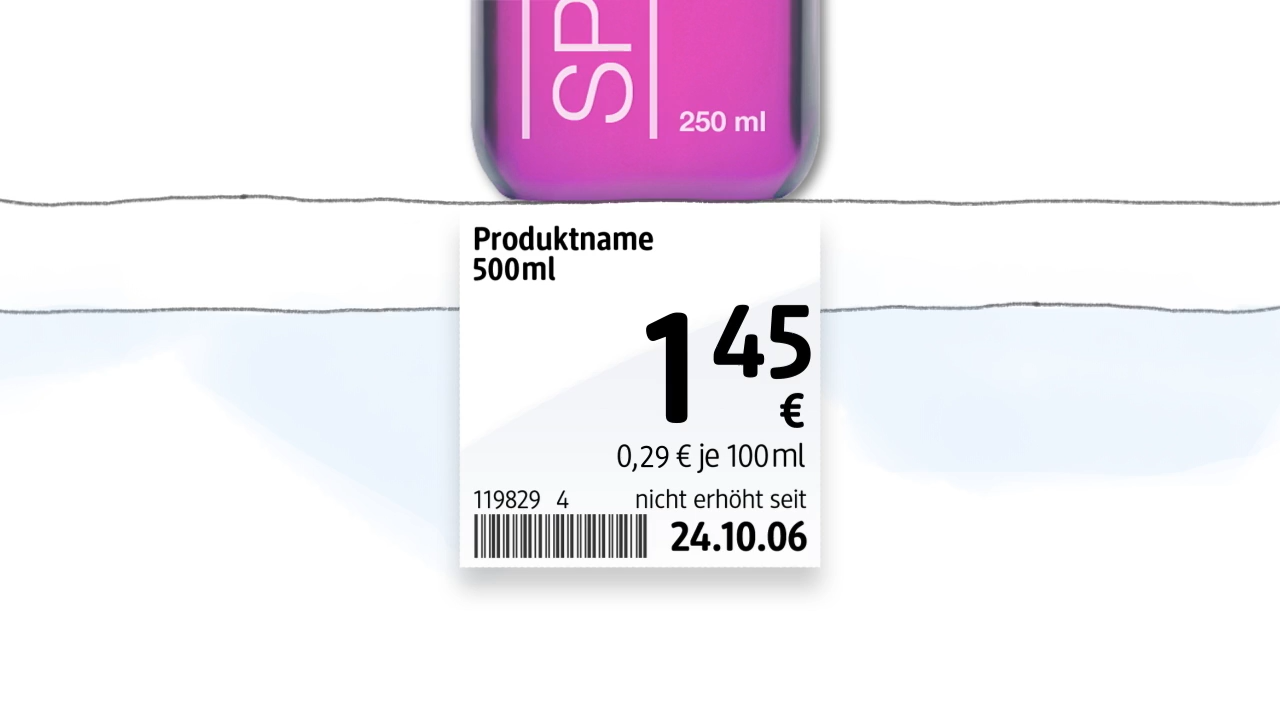 SP
250 ml
Produktname
500ml
1 45
€
0,29 € je 100ml
119829 4 nicht erhöht seit
24.10.06